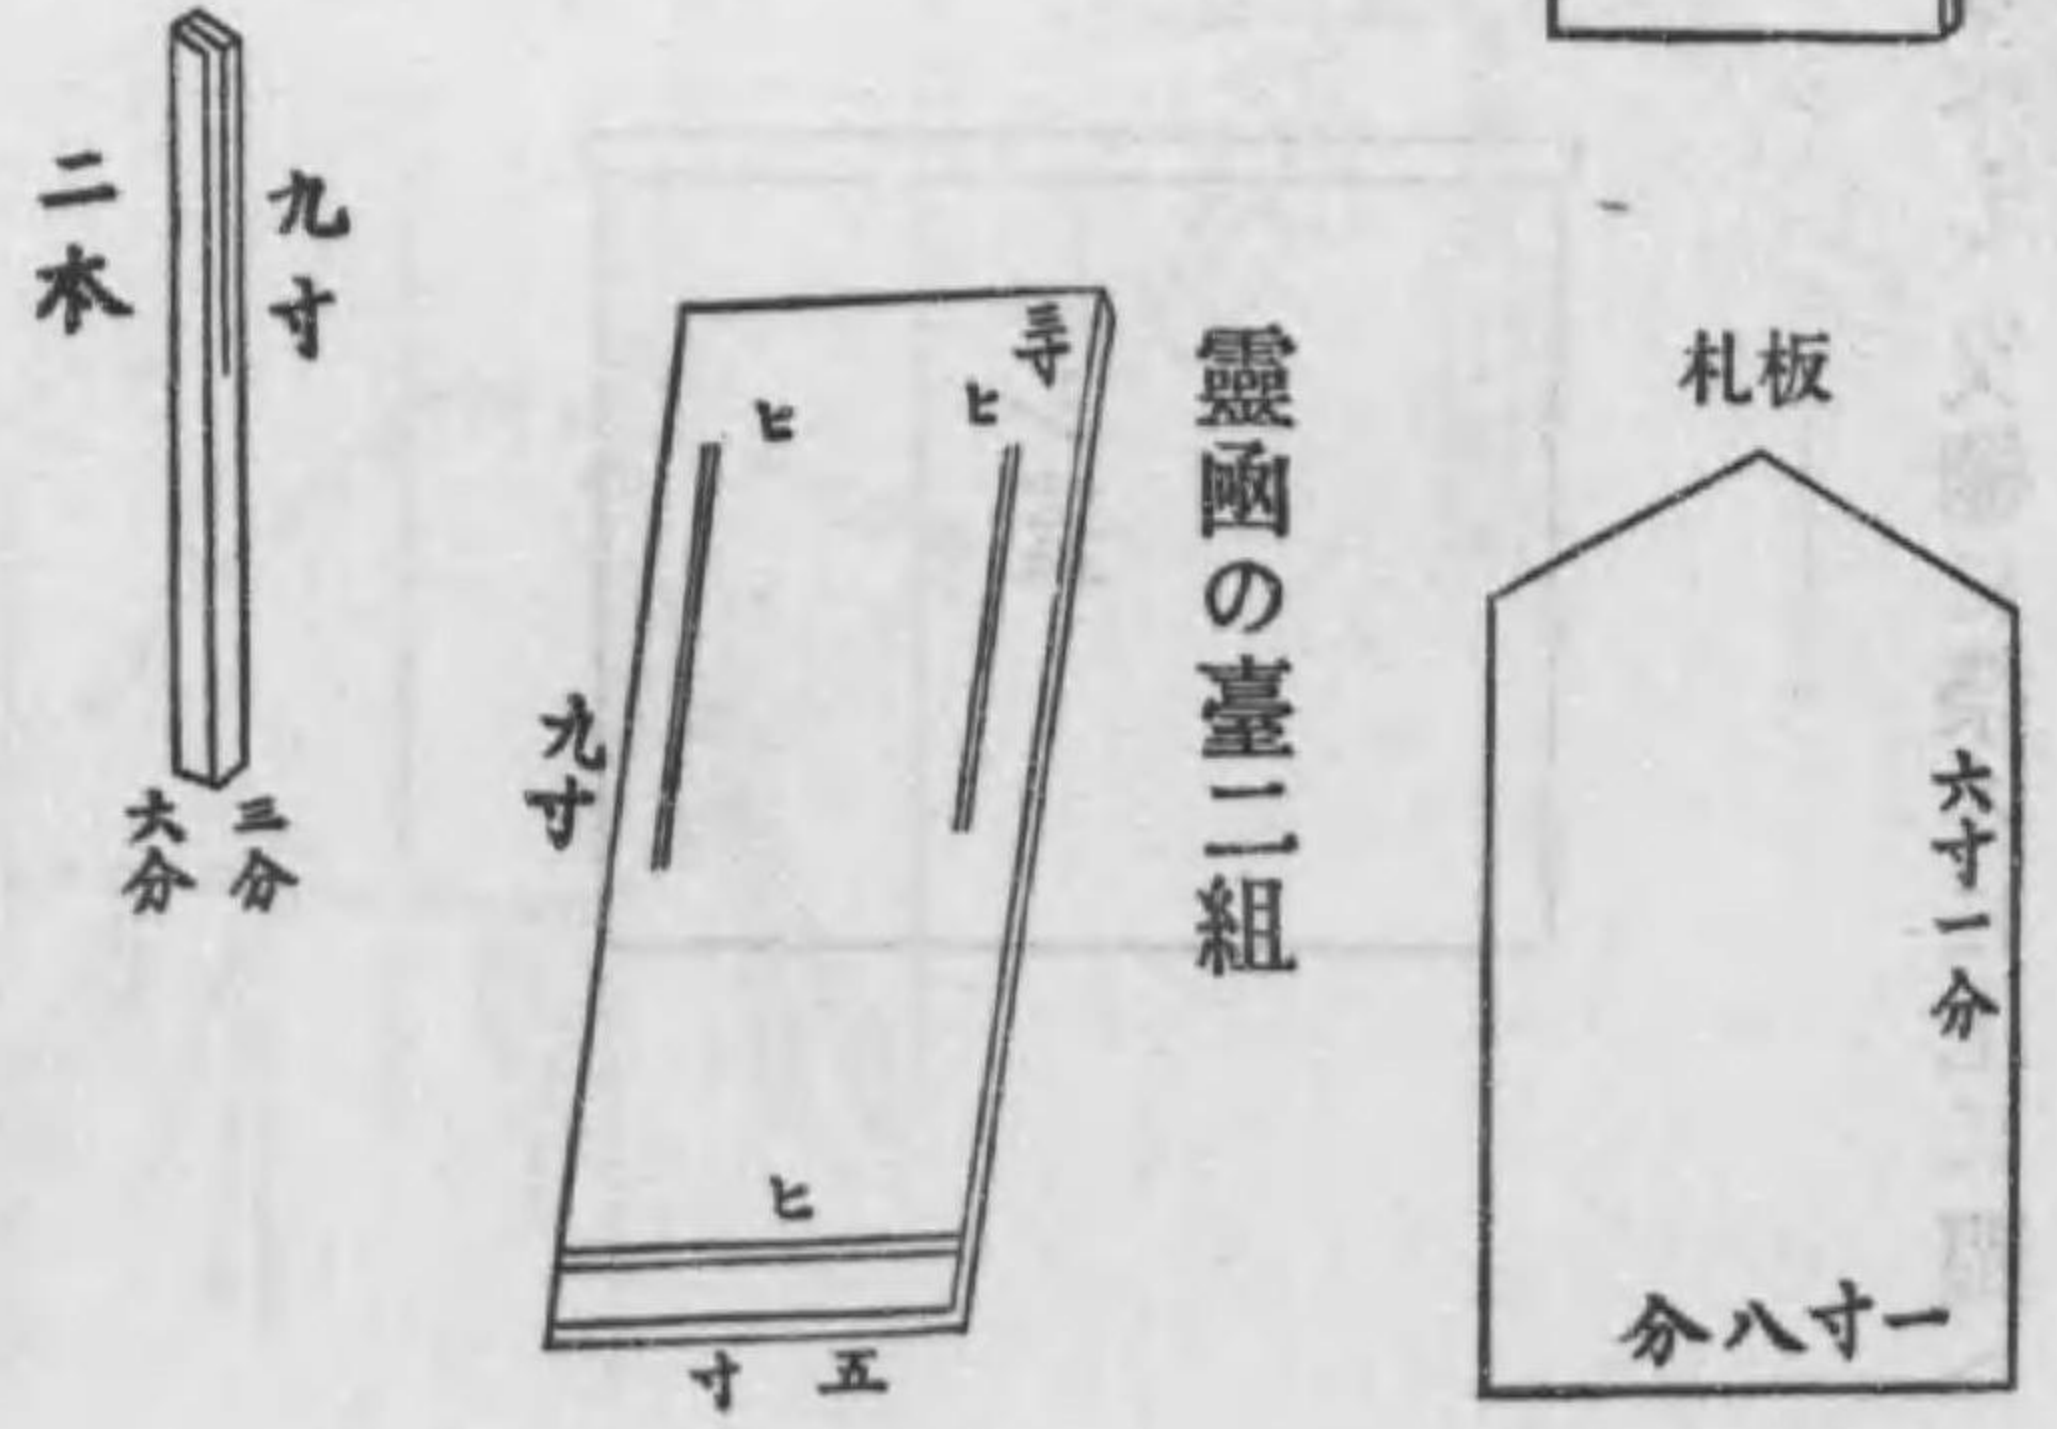 板札
六寸一分
一寸八分
靈凾の臺二組
三寸
ヒ
ヒ
九寸
ヒ
五寸
九寸
二本
三分
六分